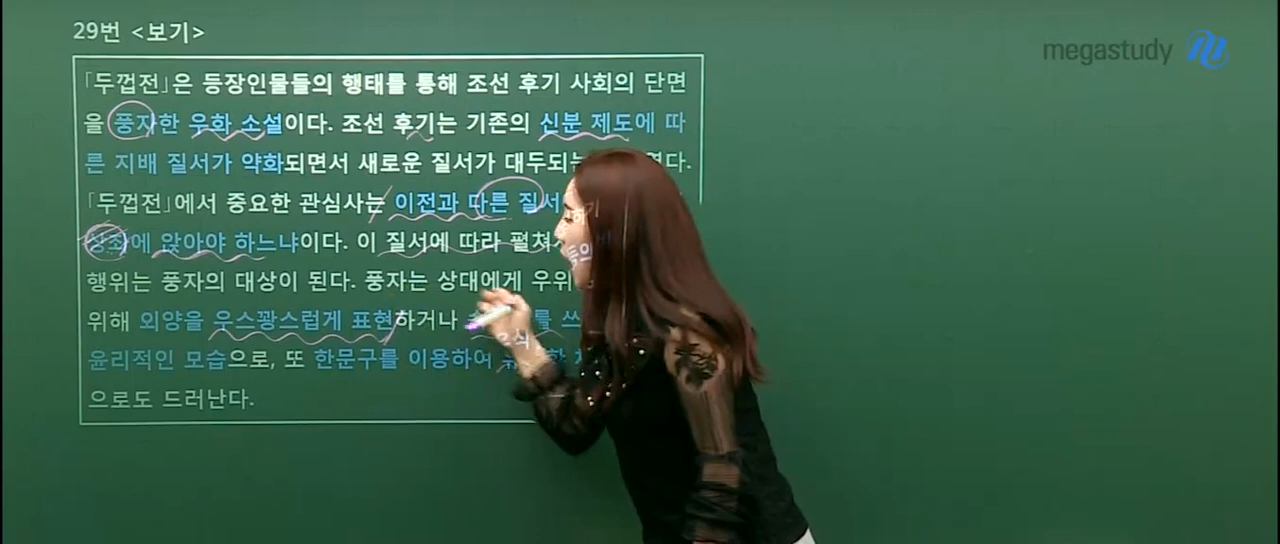 29번 <보기>
megastudy
「두껍전」은 등장인물들의 행태를 통해 조선 후기 사회의 단면
을 풍자한 우화 소설이다. 조선 후기는 기존의 신분 제도에 따
른 지배 질서가 약화되면서 새로운 질서가 대두되는
「두껍전」에서 중요한 관심사는 이전과 다른 질서
상좌에 앉아야 하느냐이다. 이 질서에 따라 펼쳐
행위는 풍자의 대상이 된다. 풍자는 상대에게 우위
위해 외양을 우스꽝스럽게 표현하거나 쓰
윤리적인 모습으로, 또 한문구를 이용하여
으로도 드러난다.